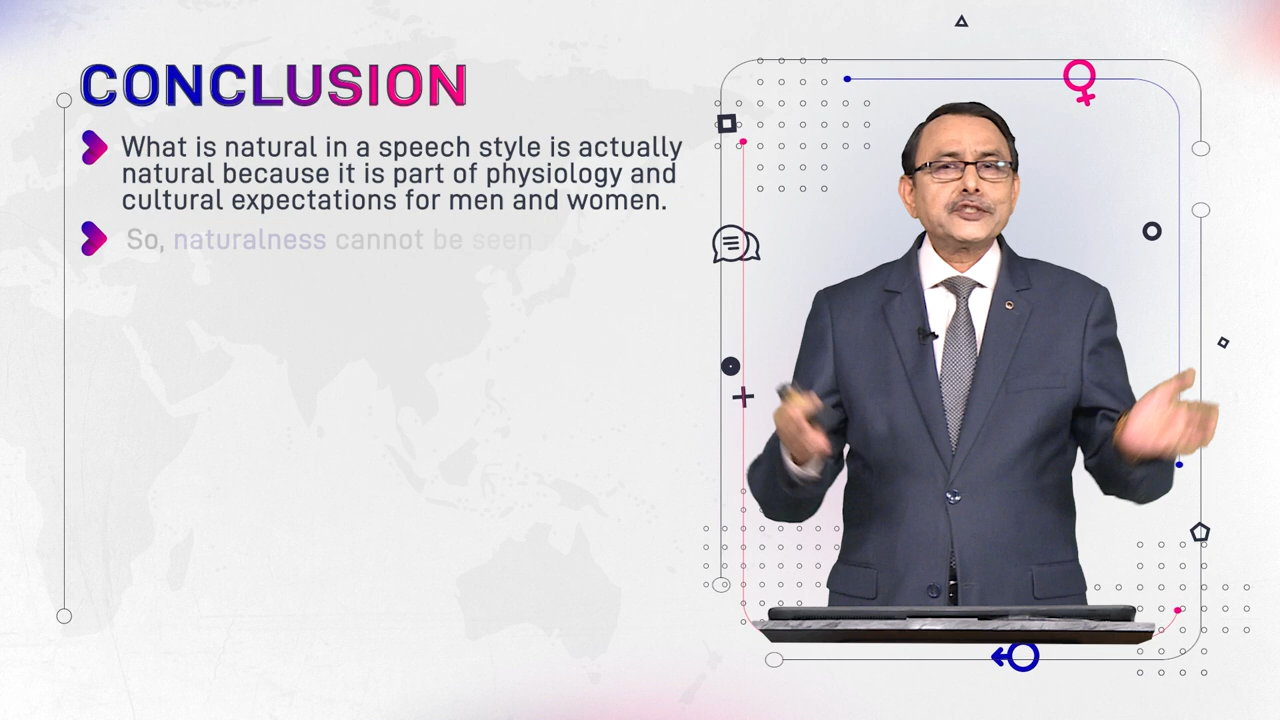 CONCLUSION
What is natural in a speech style is actually
natural because it is part of physiology and
cultural expectations for men and women.
So, naturalness cannot be seen